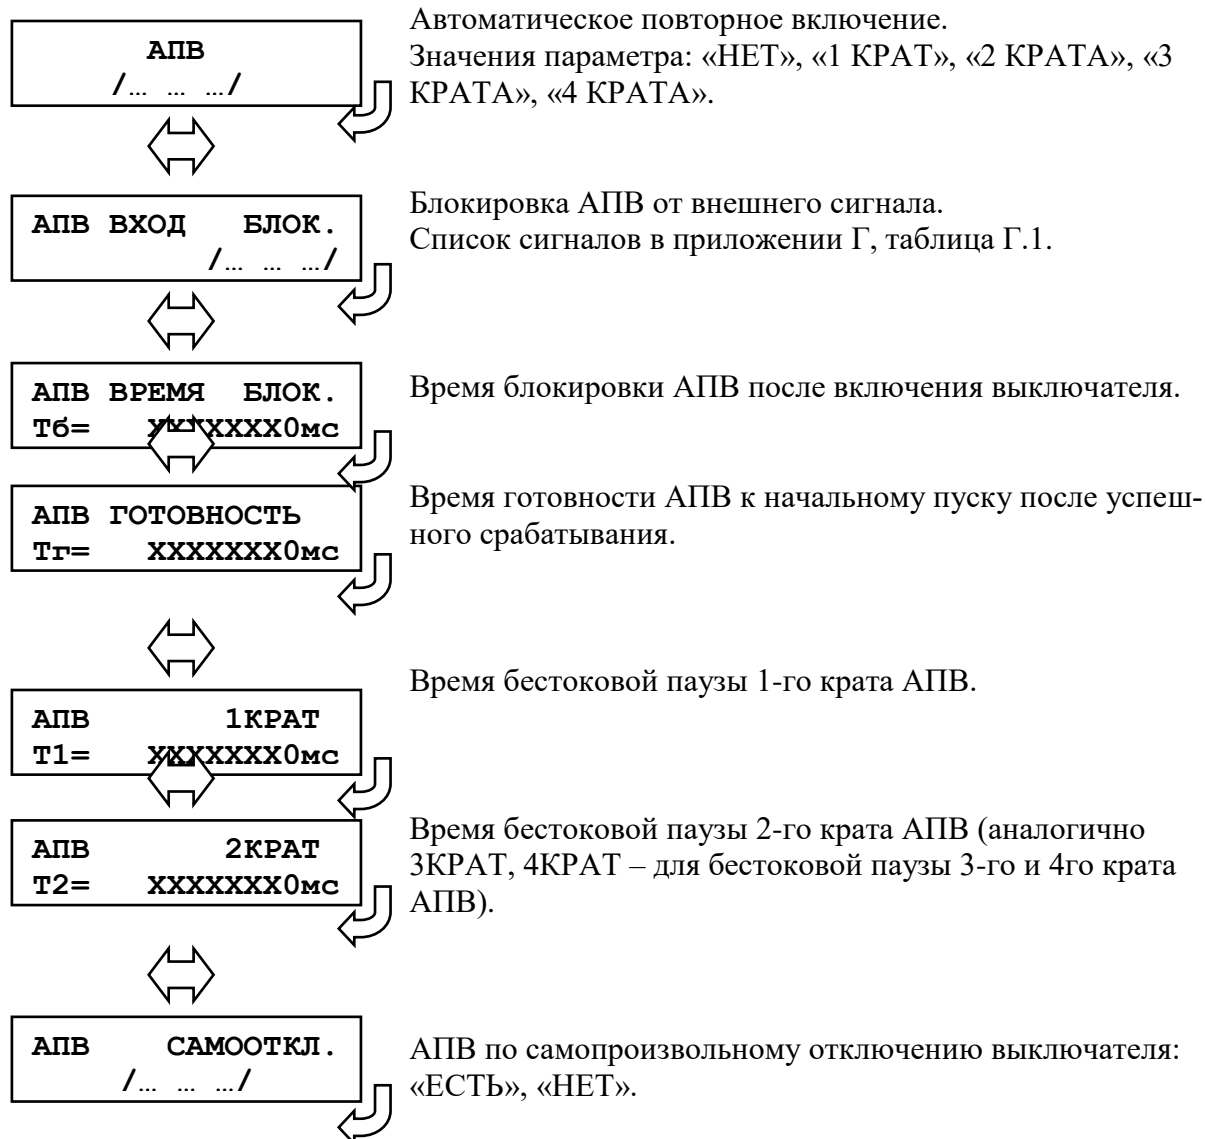 АПВ
/... ... .../
Автоматическое повторное включение.
Значения параметра: «НЕТ», «1 КРАТ», «2 КРАТА», «3
КРАТА», «4 КРАТА».
АПВ ВХОД БЛОК.
/... ... .../
Блокировка АПВ от внешнего сигнала.
Список сигналов в приложении Г, таблица Г.1.
АПВ ВРЕМЯ БЛОК.
Тб= XXXXXXX0мс
Время блокировки АПВ после включения выключателя.
АПВ ГОТОВНОСТЬ
Тг= XXXXXXX0мс
Время готовности АПВ к начальному пуску после успеш-
ного срабатывания.
АПВ 1КРАТ
Т1= XXXXXXX0мс
Время бестоковой паузы 1-го крата АПВ.
АПВ 2КРАТ
Т2= XXXXXXX0мс
Время бестоковой паузы 2-го крата АПВ (аналогично
3КРАТ, 4КРАТ – для бестоковой паузы 3-го и 4го крата
АПВ).
АПВ САМООТКЛ.
/... ... .../
АПВ по самопроизвольному отключению выключателя:
«ЕСТЬ», «НЕТ».